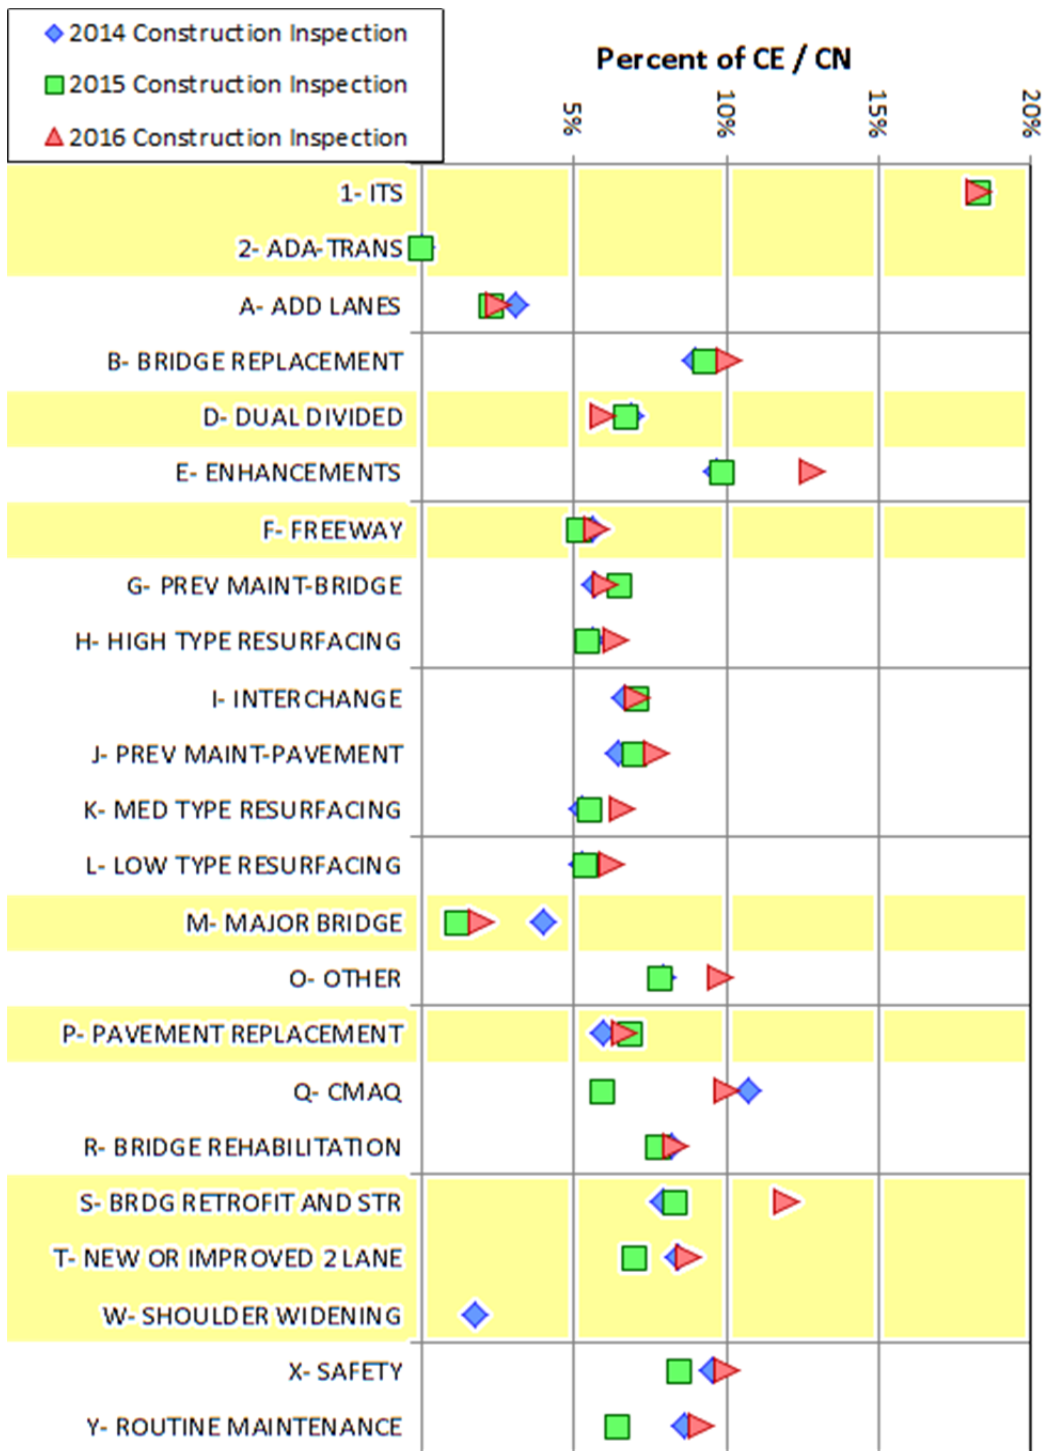 2014 Construction Inspection
2015 Construction Inspection
2016 Construction Inspection
Percent of CE / CN
5%
10%
15%
20%
1- ITS
2- ADA-TRANS
A- ADD LANES
B- BRIDGE REPLACEMENT
D- DUAL DIVIDED
E- ENHANCEMENTS
F- FREEWAY
G- PREV MAINT-BRIDGE
H- HIGH TYPE RESURFACING
I- INTERCHANGE
J- PREV MAINT-PAVEMENT
K- MED TYPE RESURFACING
L- LOW TYPE RESURFACING
M- MAJOR BRIDGE
O- OTHER
P- PAVEMENT REPLACEMENT
Q- CMAQ
R- BRIDGE REHABILITATION
S- BRDG RETROFIT AND STR
T- NEW OR IMPROVED 2 LANE
W- SHOULDER WIDENING
X- SAFETY
Y- ROUTINE MAINTENANCE